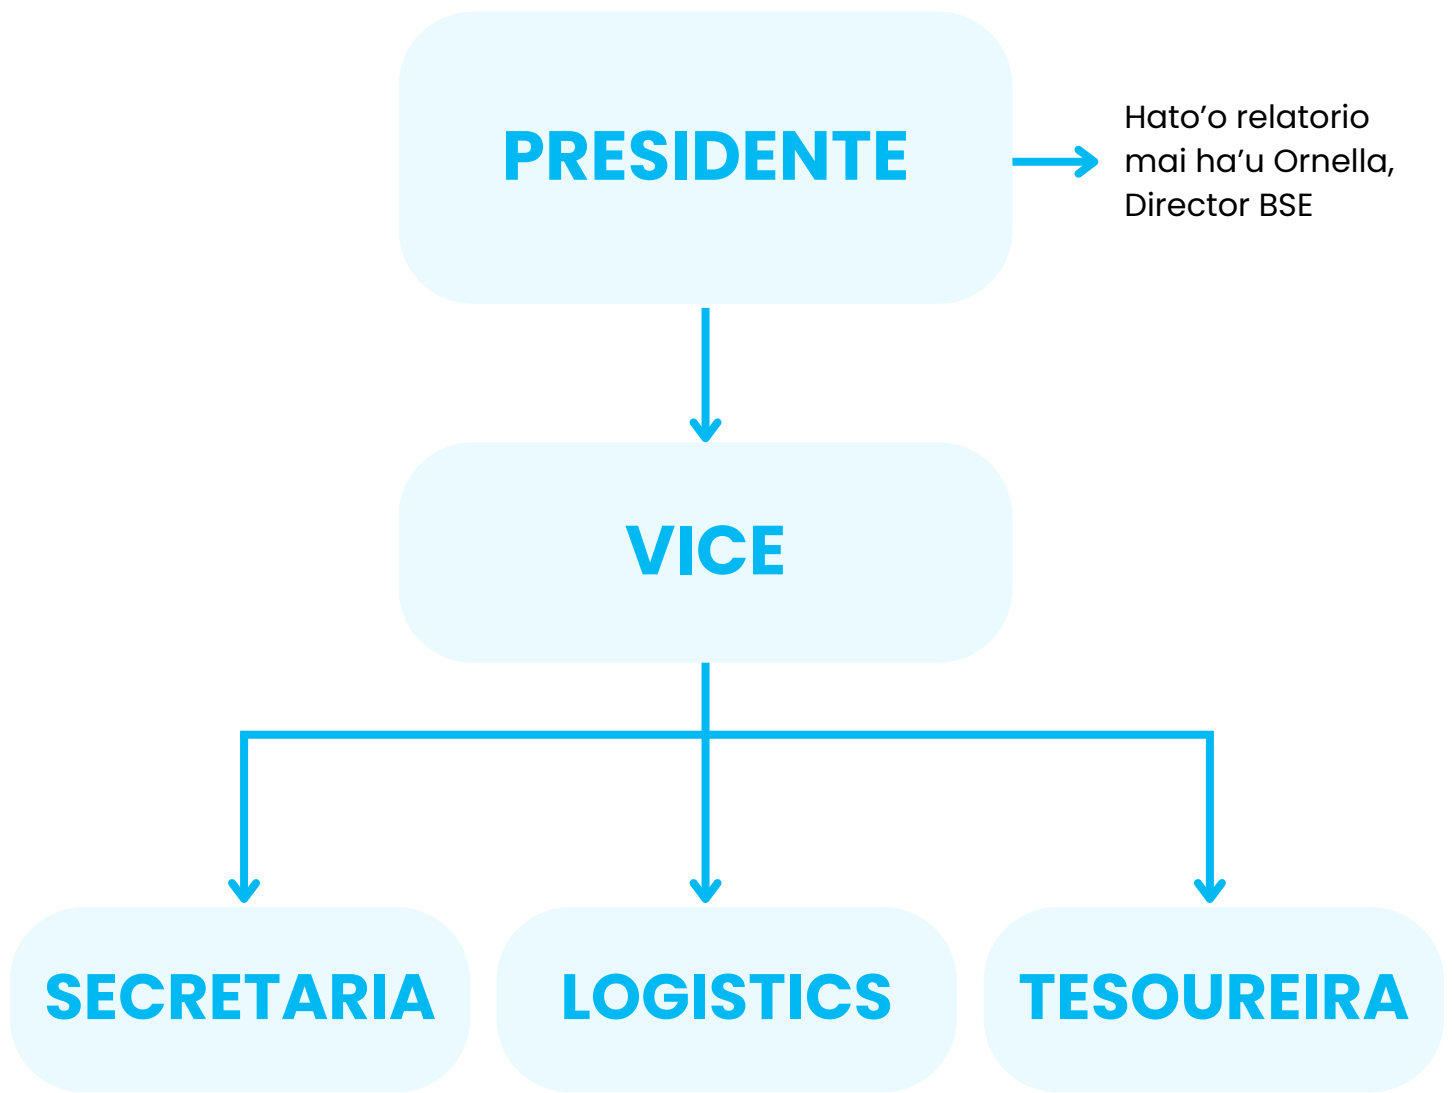 PRESIDENTE
Hato’o relatorio
mai ha’u Ornella,
Director BSE
VICE
SECRETARIA
LOGISTICS
TESOUREIRA